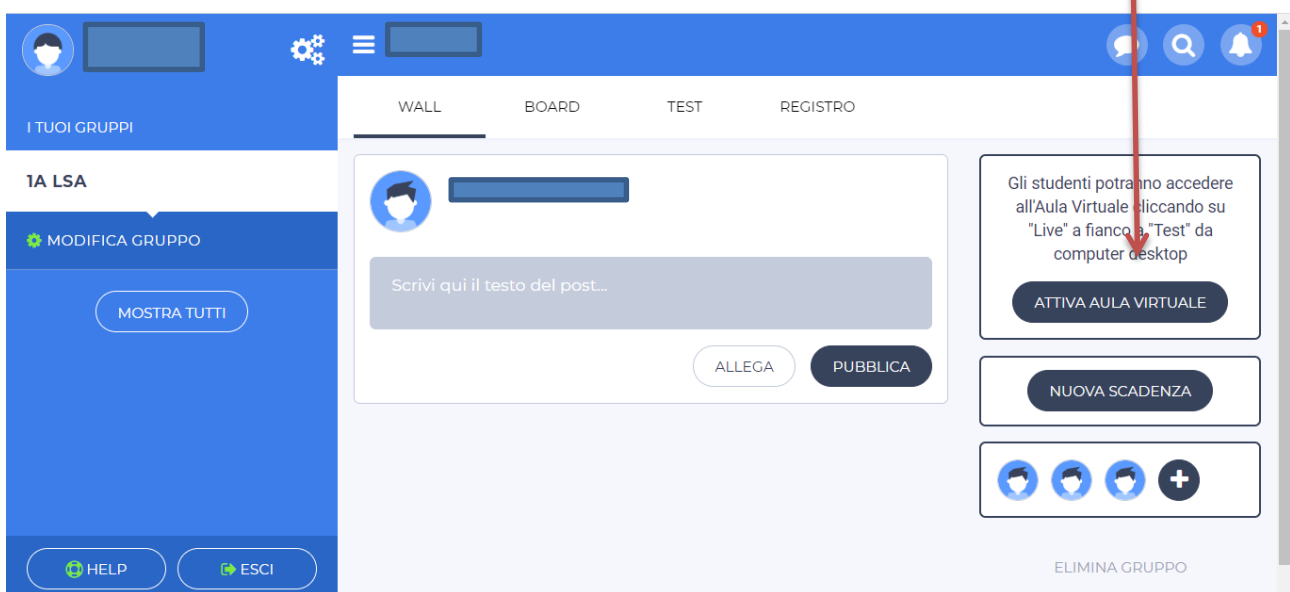 1
I TUOI GRUPPI
1A LSA
MODIFICA GRUPPO
MOSTRA TUTTI
HELP
ESCI
WALL
BOARD
TEST
REGISTRO
Scrivi qui il testo del post...
ALLEGA
PUBBLICA
Gli studenti potranno accedere
all'Aula Virtuale cliccando su
"Live" a fianco a "Test" da
computer desktop
ATTIVA AULA VIRTUALE
NUOVA SCADENZA
ELIMINA GRUPPO